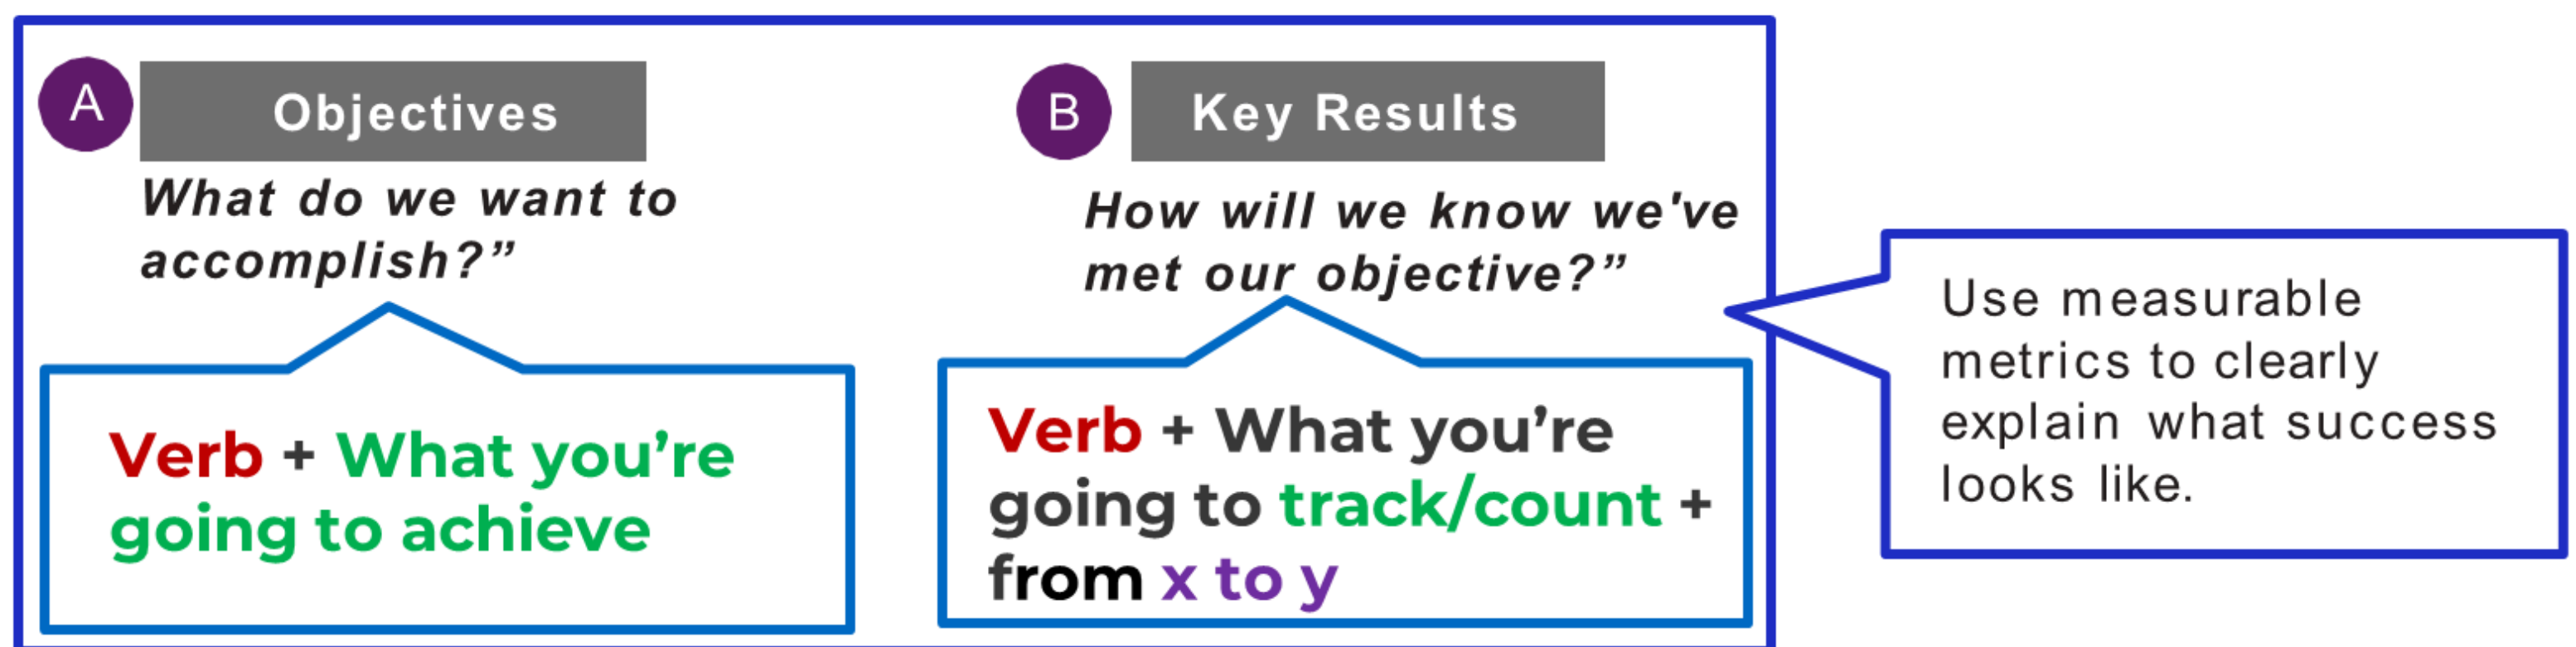 A
Objectives
What do we want to
accomplish?”
Verb + What you’re
going to achieve
B
Key Results
How will we know we've
met our objective?”
Verb + What you’re
going to track/count +
from x to y
Use measurable
metrics to clearly
explain what success
looks like.